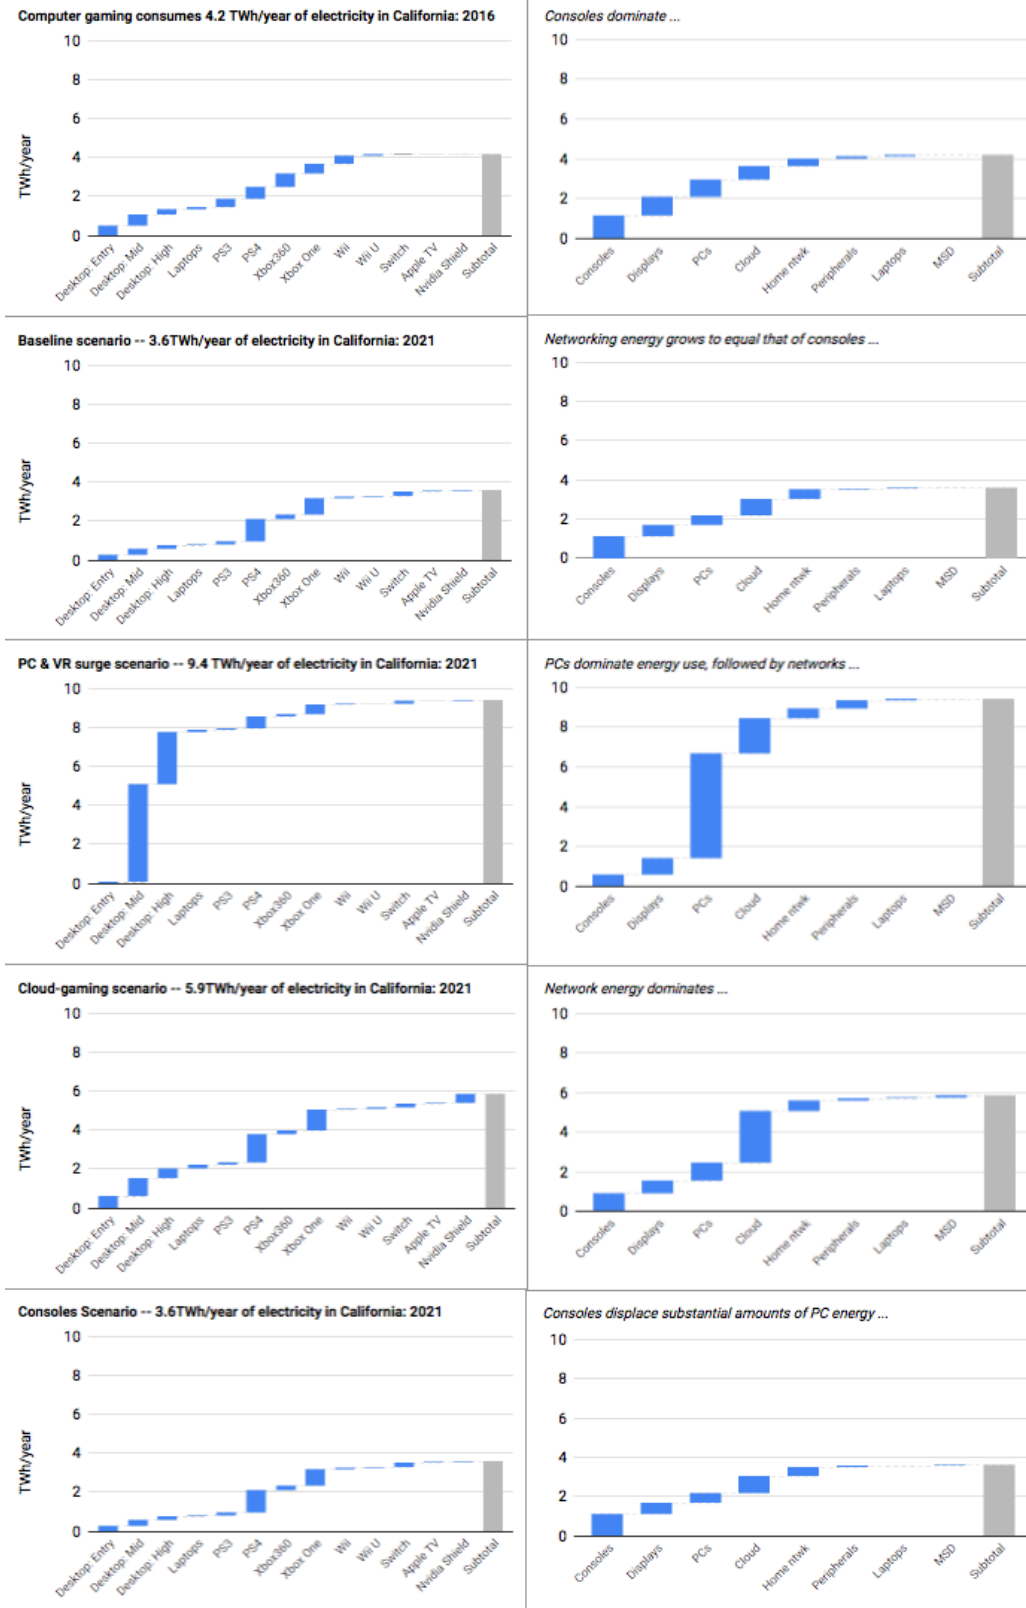 Computer gaming consumes 4.2 TWh/year of electricity in California: 2016
TWh/year
10
8
6
4
2
0
Desktop: Entry
Desktop: Mid
Desktop: High
Laptops
PS3
PS4
Xbox360
Xbox One
Wii
Wii U
Switch
Apple TV
Nvidia Shield
Subtotal
Consoles dominate ...
10
8
6
4
2
0
Consoles
Displays
PCs
Cloud
Home ntwk
Peripherals
Laptops
MSD
Subtotal
Baseline scenario -- 3.6TWh/year of electricity in California: 2021
TWh/year
10
8
6
4
2
0
Desktop: Entry
Desktop: Mid
Desktop: High
Laptops
PS3
PS4
Xbox360
Xbox One
Wii
Wii U
Switch
Apple TV
Nvidia Shield
Subtotal
Networking energy grows to equal that of consoles ...
10
8
6
4
2
0
Consoles
Displays
PCs
Cloud
Home ntwk
Peripherals
Laptops
MSD
Subtotal
PC & VR surge scenario -- 9.4 TWh/year of electricity in California: 2021
TWh/year
10
8
6
4
2
0
Desktop: Entry
Desktop: Mid
Desktop: High
Laptops
PS3
PS4
Xbox360
Xbox One
Wii
Wii U
Switch
Apple TV
Nvidia Shield
Subtotal
PCs dominate energy use, followed by networks ...
10
8
6
4
2
0
Consoles
Displays
PCs
Cloud
Home ntwk
Peripherals
Laptops
MSD
Subtotal
Cloud-gaming scenario -- 5.9TWh/year of electricity in California: 2021
TWh/year
10
8
6
4
2
0
Desktop: Entry
Desktop: Mid
Desktop: High
Laptops
PS3
PS4
Xbox360
Xbox One
Wii
Wii U
Switch
Apple TV
Nvidia Shield
Subtotal
Network energy dominates ...
10
8
6
4
2
0
Consoles
Displays
PCs
Cloud
Home ntwk
Peripherals
Laptops
MSD
Subtotal
Consoles Scenario -- 3.6TWh/year of electricity in California: 2021
TWh/year
10
8
6
4
2
0
Desktop: Entry
Desktop: Mid
Desktop: High
Laptops
PS3
PS4
Xbox360
Xbox One
Wii
Wii U
Switch
Apple TV
Nvidia Shield
Subtotal
Consoles displace substantial amounts of PC energy ...
10
8
6
4
2
0
Consoles
Displays
PCs
Cloud
Home ntwk
Peripherals
Laptops
MSD
Subtotal